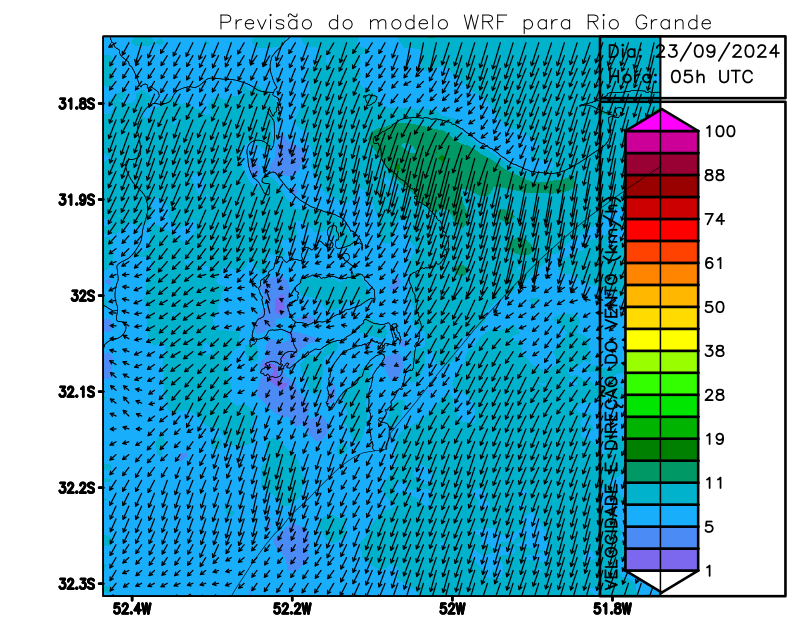 Previsão do modelo WRF para Rio Grande
Dia: 23/09/2024
Hora: 05h UTC
31.8S
31.9S
32S
32.1S
32.2S
32.3S
52.4W
52.2W
52W
51.8W
VELOCIDADE E DIREÇÃO DO VENTO (km/h)
100
88
74
61
50
38
28
19
11
5
1